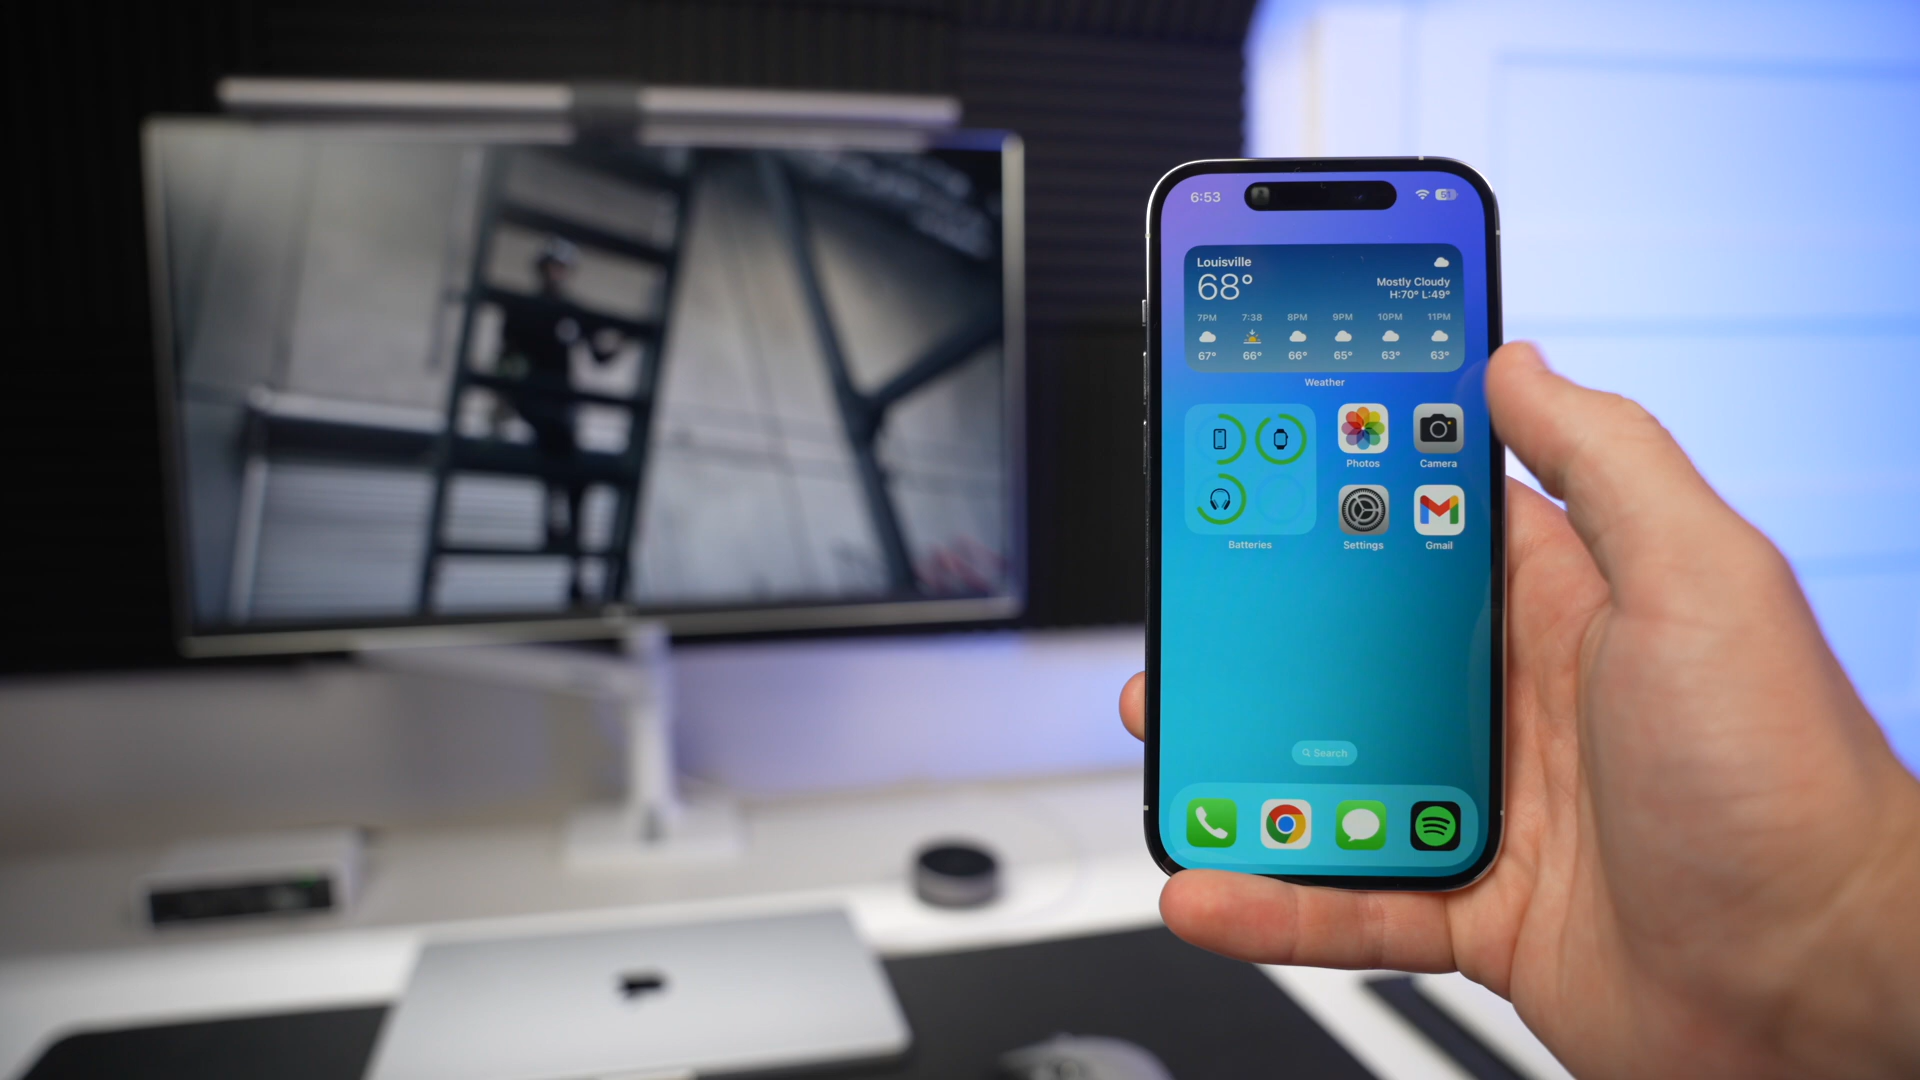 6:53
51
Louisville
68°
Mostly Cloudy
H:70° L:49°
7PM 7:38 8PM 9PM 10PM 11PM
67° 66° 66° 65° 63° 63°
Weather
Photos Camera
Settings Gmail
Batteries
Search